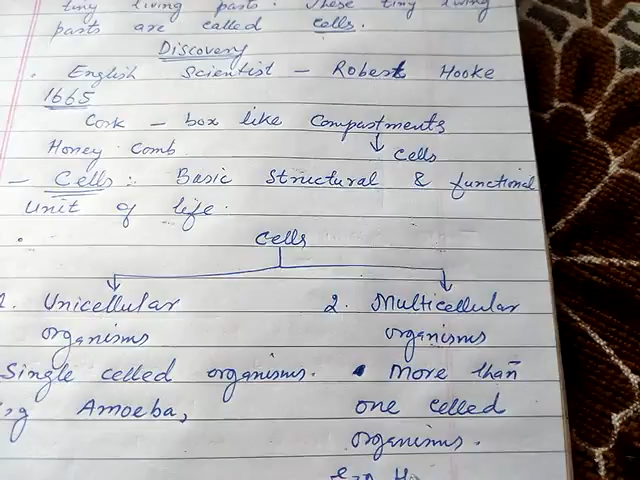 tiny living parts. These tiny living
parts are called cells.
Discovery
English Scientist - Robert Hooke
1665
Cork - box like compartments
Honey comb
↓ cells
- Cells: Basic structural & functional
unit of life.
cells
1. Unicellular
organisms
2. Multicellular
organisms
Single celled organisms.
Amoeba,
• More than
one celled
organisms.